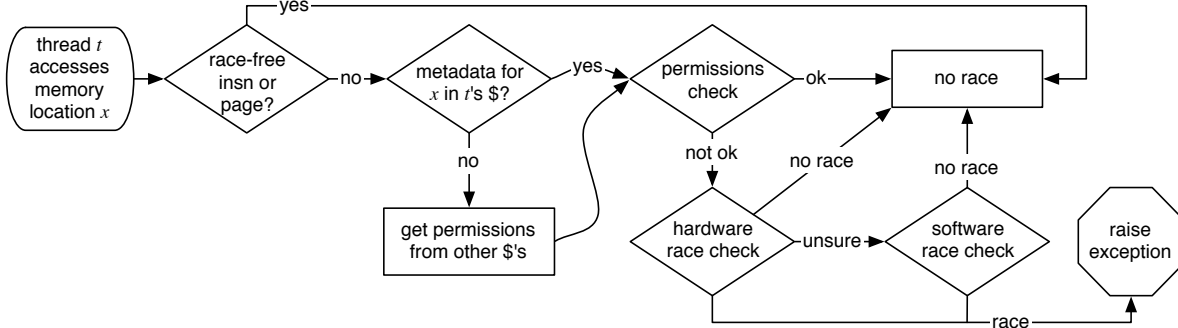 yes
thread t
accesses
memory
location x
race-free
insn or
page?
no
metadata for
x in t's $?
yes
permissions
check
ok
no race
no
not ok
no race
no race
get permissions
from other $'s
hardware
race check
unsure
software
race check
raise
exception
race